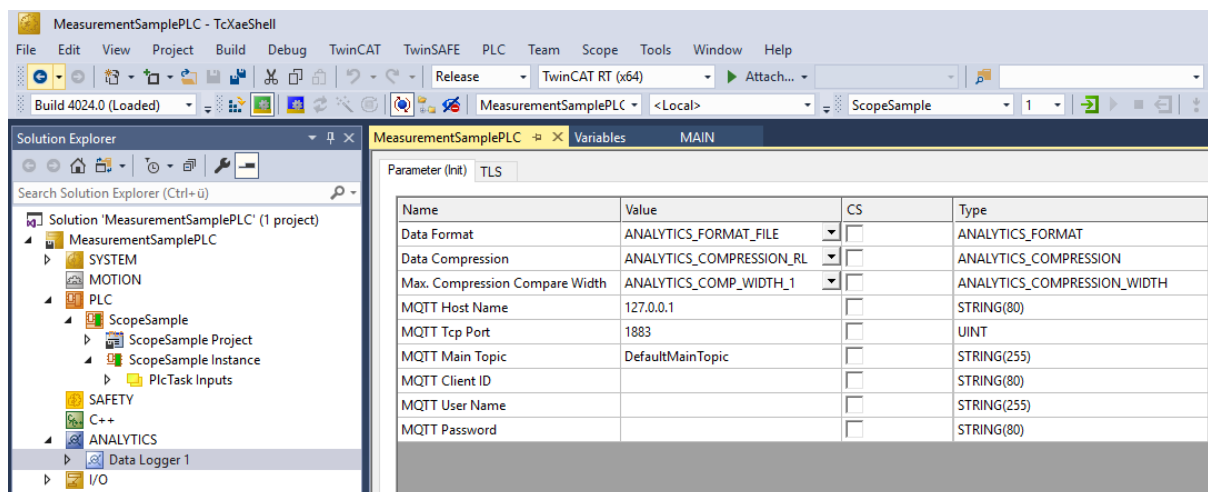 MeasurementSamplePLC - TcXaeShell
File Edit View Project Build Debug TwinCAT TwinSAFE PLC Team Scope Tools Window Help
Release TwinCAT RT (x64) Attach...
Build 4024.0 (Loaded) MeasurementSamplePLC <Local> ScopeSample 1
Solution Explorer
Search Solution Explorer (Ctrl+ü)
Solution 'MeasurementSamplePLC' (1 project)
MeasurementSamplePLC
SYSTEM
MOTION
PLC
ScopeSample
ScopeSample Project
ScopeSample Instance
PlcTask Inputs
SAFETY
C++
ANALYTICS
Data Logger 1
I/O
MeasurementSamplePLC Variables MAIN
Parameter (Init) TLS
Name Value CS Type
Data Format ANALYTICS_FORMAT_FILE ANALYTICS_FORMAT
Data Compression ANALYTICS_COMPRESSION_RL ANALYTICS_COMPRESSION
Max. Compression Compare Width ANALYTICS_COMP_WIDTH_1 ANALYTICS_COMPRESSION_WIDTH
MQTT Host Name 127.0.0.1 STRING(80)
MQTT Tcp Port 1883 UINT
MQTT Main Topic DefaultMainTopic STRING(255)
MQTT Client ID STRING(80)
MQTT User Name STRING(255)
MQTT Password STRING(80)